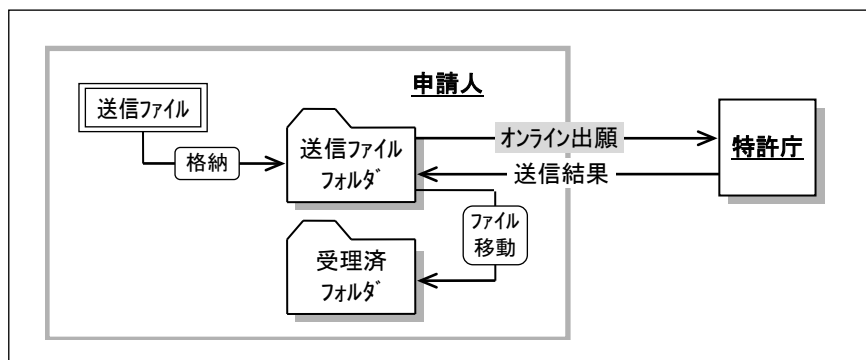 申請人
送信ファイル
格納
送信ファイル
フォルダ
オンライン出願
送信結果
特許庁
ファイル
移動
受理済
フォルダ